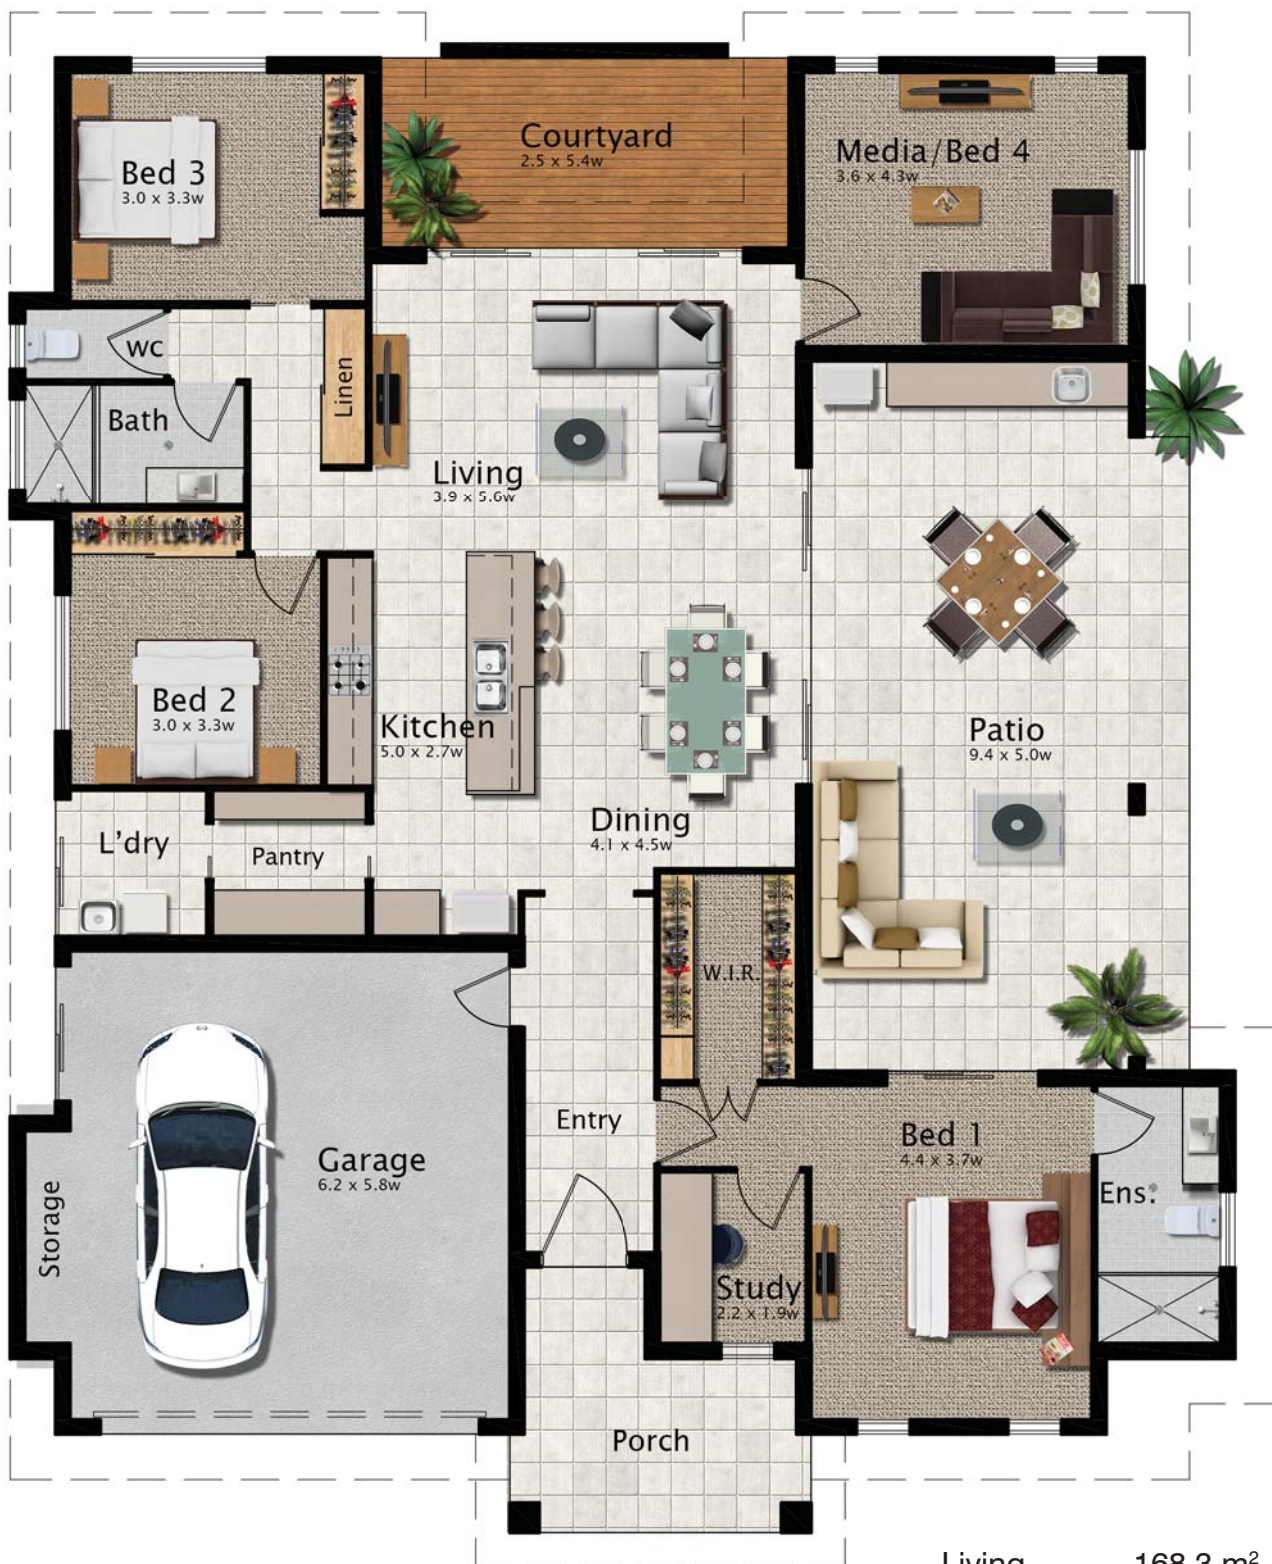 Courtyard
2.5 x 5.4w
Media/Bed 4
3.6 x 4.3w
Bed 3
3.0 x 3.3w
wc
Linen
Bath
Living
3.9 x 5.6w
Bed 2
3.0 x 3.3w
Kitchen
5.0 x 2.7w
Patio
9.4 x 5.0w
Dining
4.1 x 4.5w
L'dry
Pantry
W.I.R.
Entry
Bed 1
4.4 x 3.7w
Garage
6.2 x 5.8w
Storage
Ens.
Study
2.2 x 1.9w
Porch
Living 168.3 m²